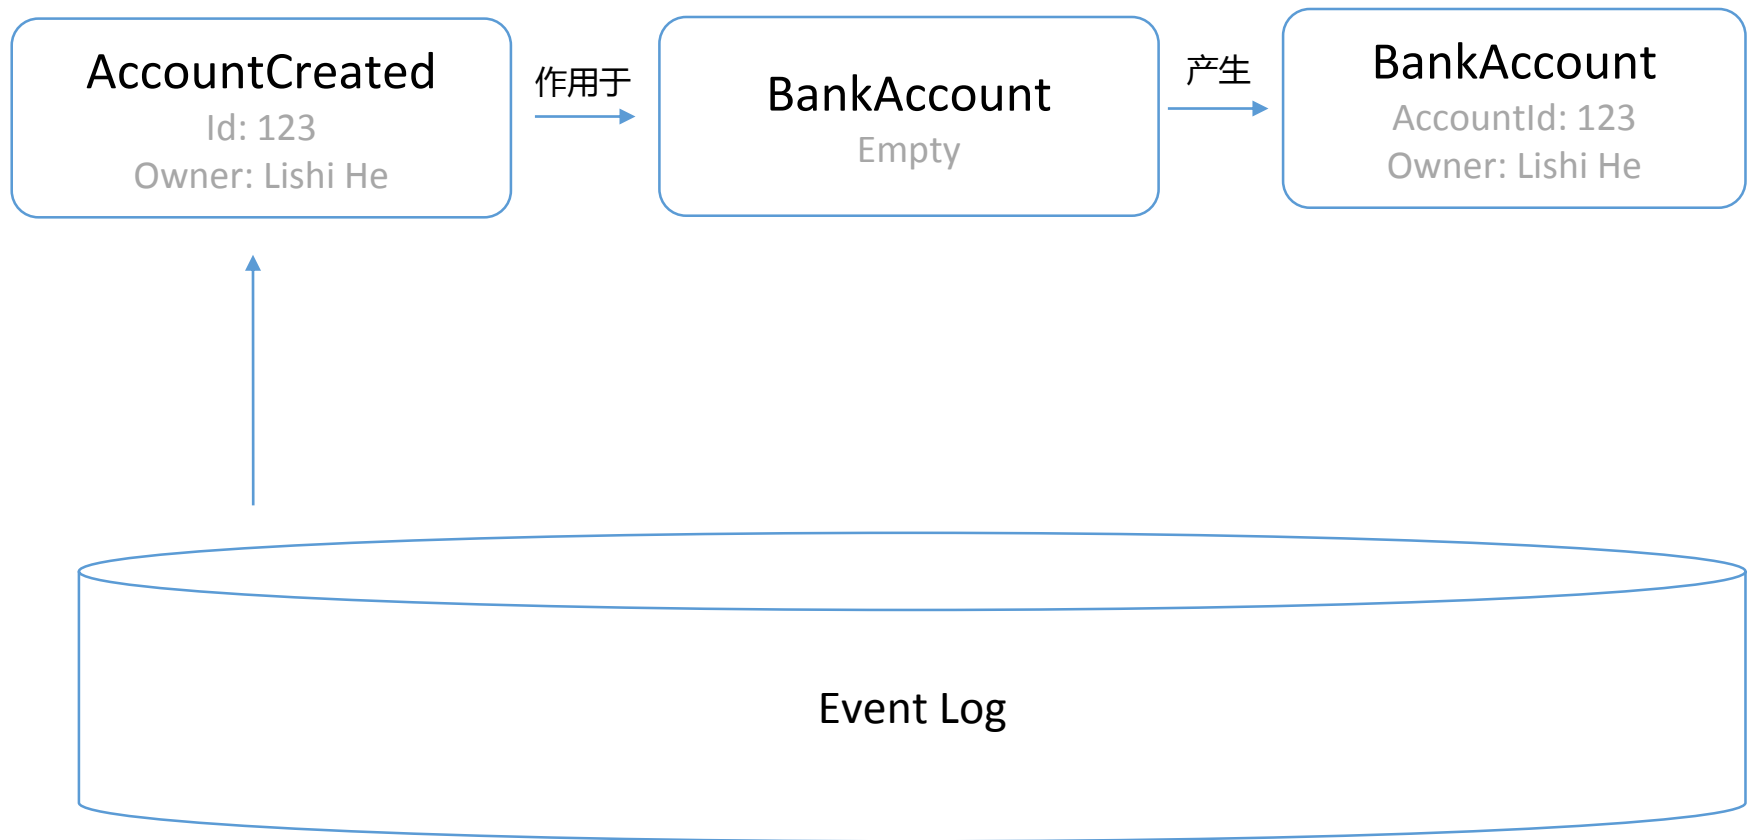 AccountCreated
Id: 123
Owner: Lishi He
作用于
BankAccount
Empty
产生
BankAccount
AccountId: 123
Owner: Lishi He
Event Log